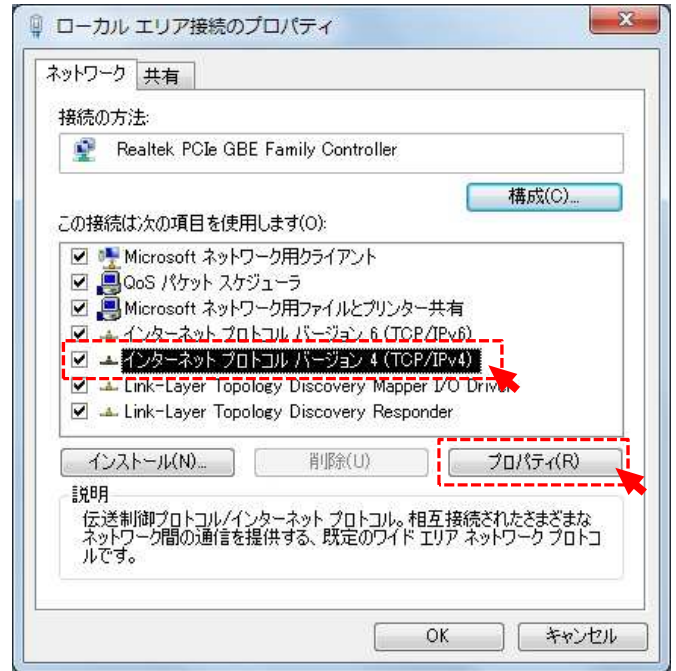 ローカル エリア接続のプロパティ
ネットワーク 共有
接続の方法:
Realtek PCIe GBE Family Controller
構成(C)...
この接続は次の項目を使用します(O):
Microsoft ネットワーク用クライアント
QoS パケット スケジューラ
Microsoft ネットワーク用ファイルとプリンター共有
インターネット プロトコル バージョン 6 (TCP/IPv6)
インターネット プロトコル バージョン 4 (TCP/IPv4)
Link-Layer Topology Discovery Mapper I/O Driver
Link-Layer Topology Discovery Responder
インストール(N)... 削除(U) プロパティ(R)
説明
伝送制御プロトコル/インターネット プロトコル。相互接続されたさまざまな
ネットワーク間の通信を提供する、既定のワイド エリア ネットワーク プロトコ
ルです。
OK キャンセル